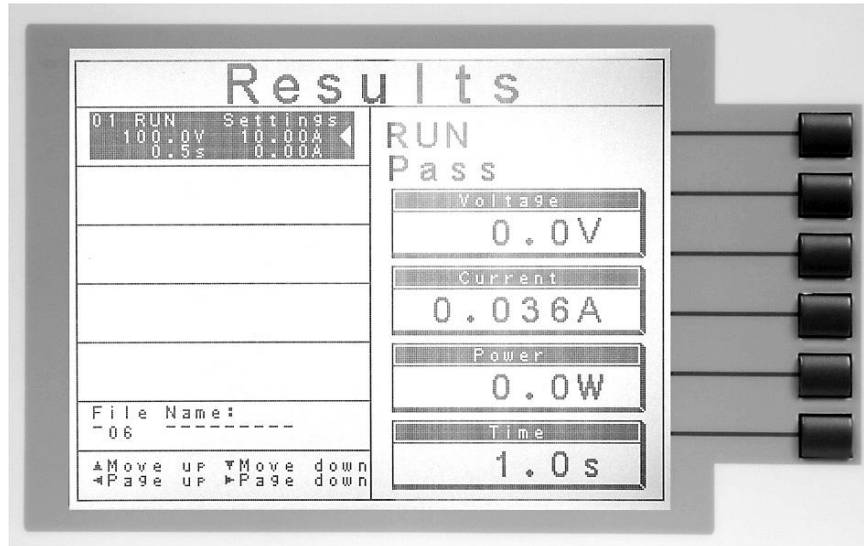 Results
01 RUN Settings
100.0V 10.00A ◀
0.5s 0.00A
File Name:
-06 ---------
▲Move up ▼Move down
◀Page up ▶Page down
RUN
Pass
Voltage
0.0V
Current
0.036A
Power
0.0W
Time
1.0s